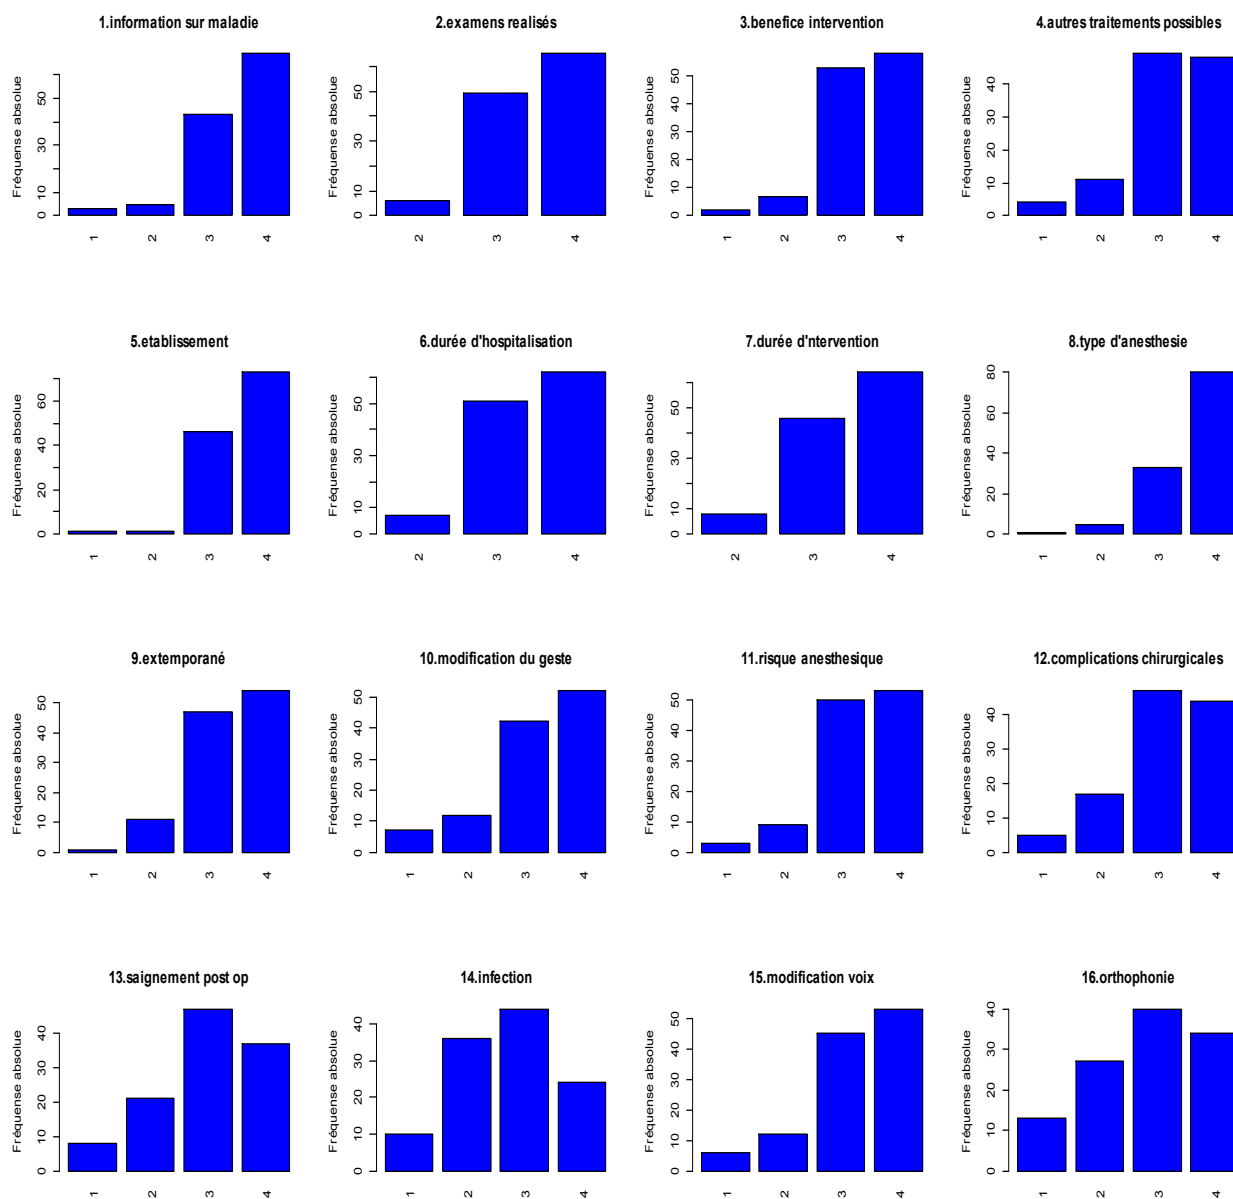 1.information sur maladie
Fréquense absolue
0 10 30 50
1 2 3 4
2.examens realisés
Fréquense absolue
0 10 30 50
2 3 4
3.benefice intervention
Fréquense absolue
0 10 20 30 40 50
1 2 3 4
4.autres traitements possibles
Fréquense absolue
0 10 20 30 40
1 2 3 4
5.etablissement
Fréquense absolue
0 20 40 60
1 2 3 4
6.durée d'hospitalisation
Fréquense absolue
0 10 30 50
2 3 4
7.durée d'ntervention
Fréquense absolue
0 10 30 50
2 3 4
8.type d'anesthesie
Fréquense absolue
0 20 40 60 80
1 2 3 4
9.extemporané
Fréquense absolue
0 10 20 30 40 50
1 2 3 4
10.modification du geste
Fréquense absolue
0 10 20 30 40 50
1 2 3 4
11.risque anesthesique
Fréquense absolue
0 10 20 30 40 50
1 2 3 4
12.complications chirurgicales
Fréquense absolue
0 10 20 30 40
1 2 3 4
13.saignement post op
Fréquense absolue
0 10 20 30 40
1 2 3 4
14.infection
Fréquense absolue
0 10 20 30 40
1 2 3 4
15.modification voix
Fréquense absolue
0 10 20 30 40 50
1 2 3 4
16.orthophonie
Fréquense absolue
0 10 20 30 40
1 2 3 4